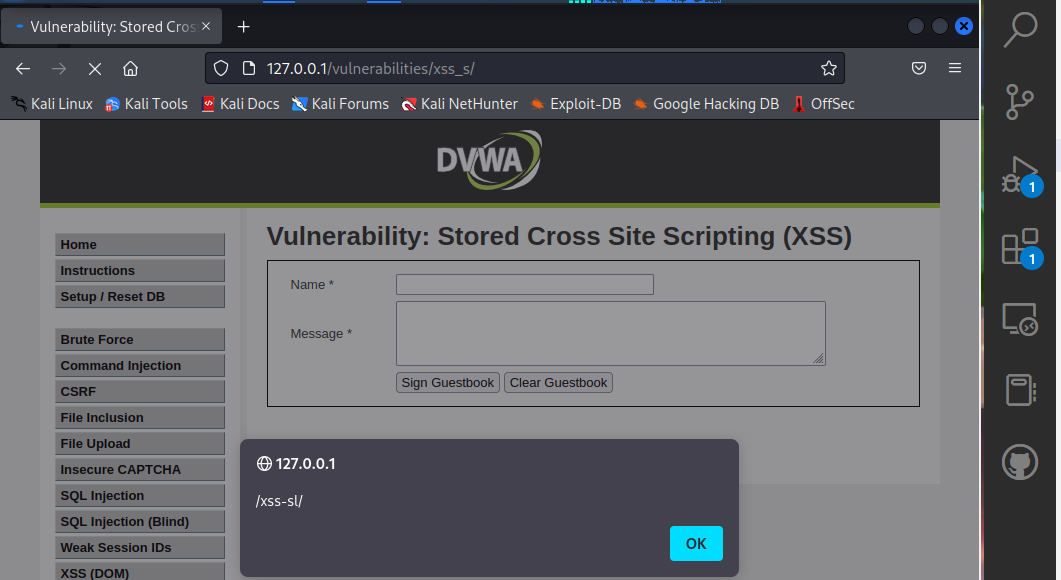 Vulnerability: Stored Cros
127.0.0.1/vulnerabilities/xss_s/
Kali Linux Kali Tools Kali Docs Kali Forums Kali NetHunter Exploit-DB Google Hacking DB OffSec
DVWA
Vulnerability: Stored Cross Site Scripting (XSS)
Name *
Message *
Sign Guestbook Clear Guestbook
Home
Instructions
Setup / Reset DB
Brute Force
Command Injection
CSRF
File Inclusion
File Upload
Insecure CAPTCHA
SQL Injection
SQL Injection (Blind)
Weak Session IDs
XSS (DOM)
127.0.0.1
/xss-sl/
OK
1
1